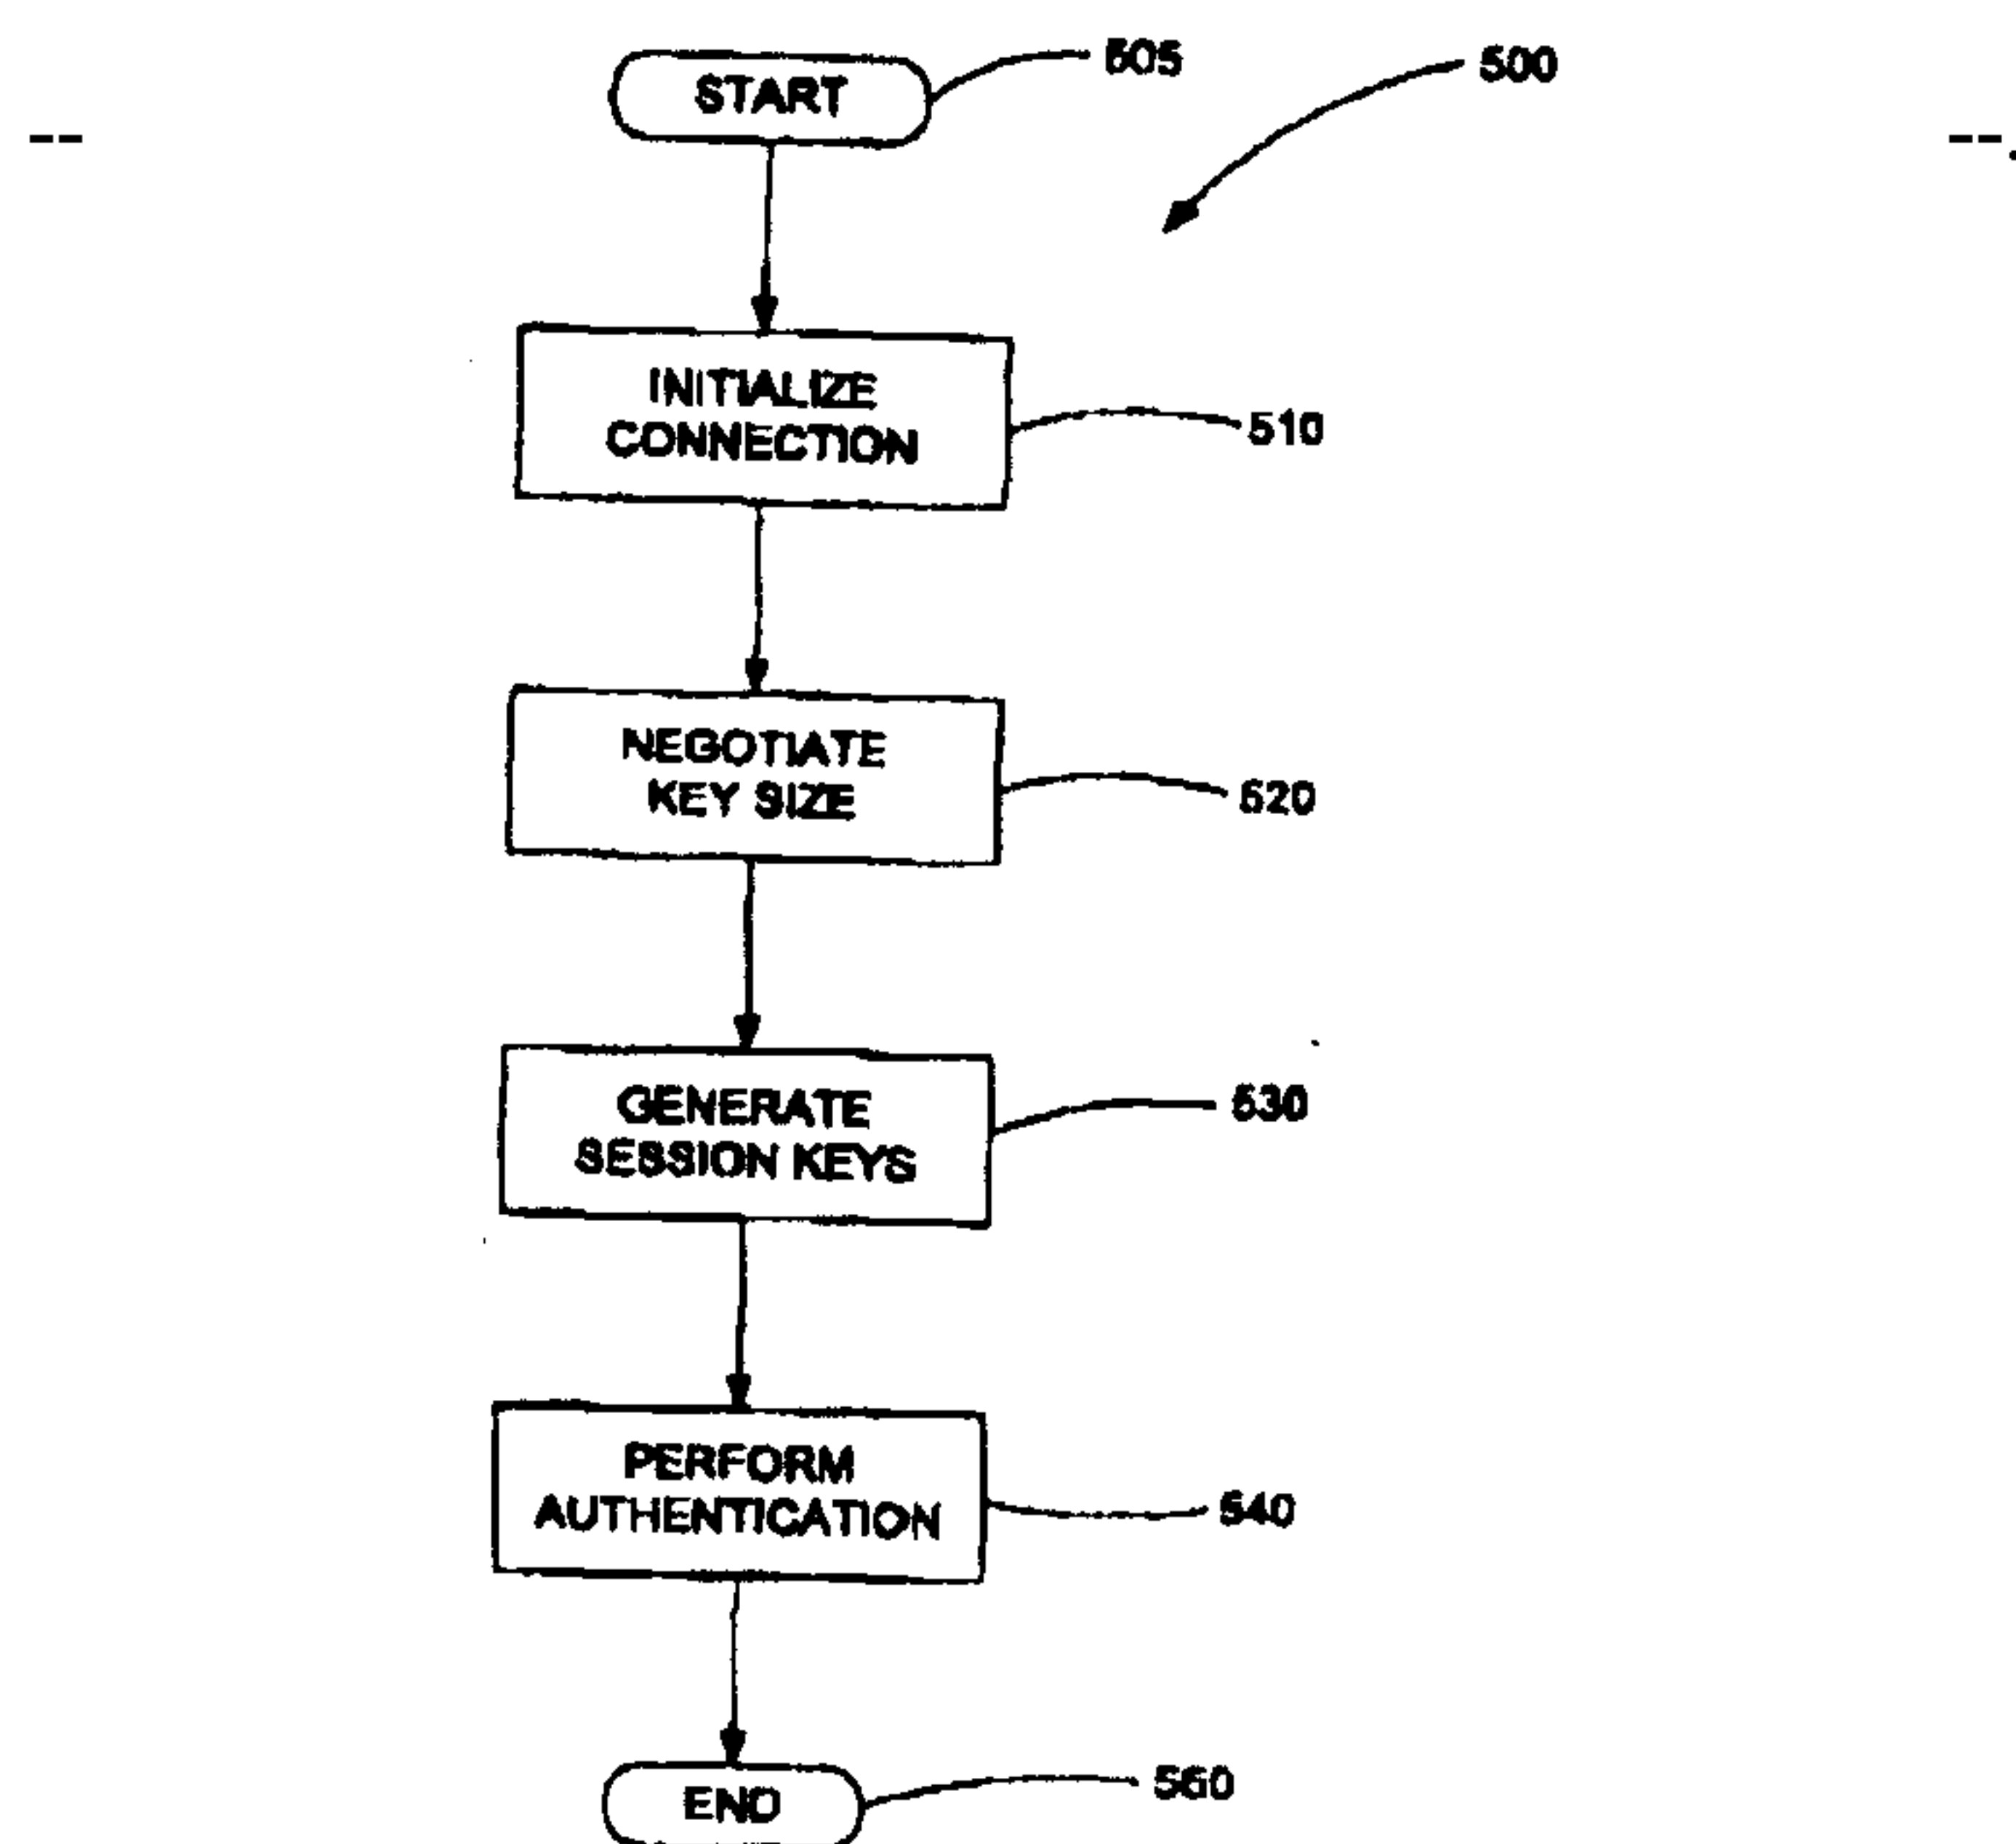 START
505
500
--
--.
INITIALIZE
CONNECTION
510
NEGOTIATE
KEY SIZE
520
GENERATE
SESSION KEYS
530
PERFORM
AUTHENTICATION
540
END
560